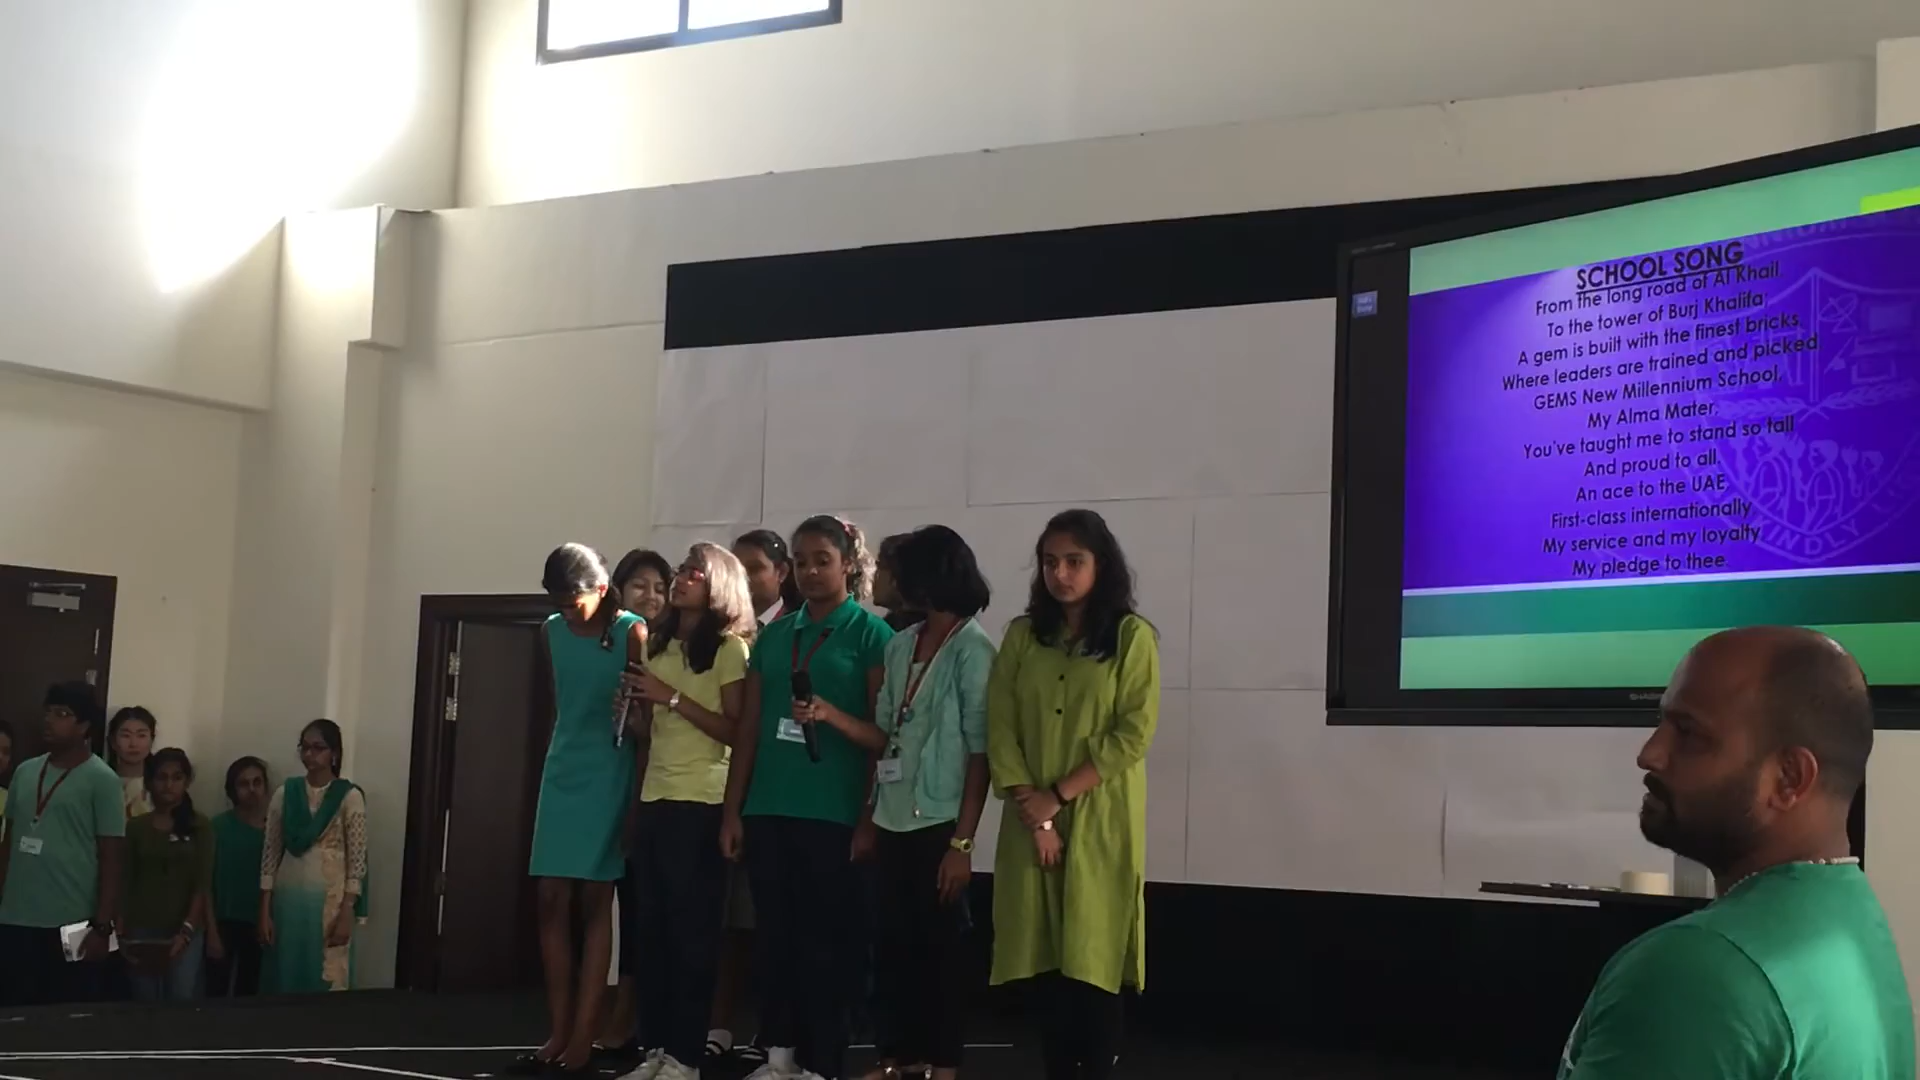 SCHOOL SONG
From the long road of Al Khail,
To the tower of Burj Khalifa;
A gem is built with the finest bricks,
Where leaders are trained and picked
GEMS New Millennium School,
My Alma Mater,
You've taught me to stand so tall
And proud to all.
An ace to the UAE,
First-class internationally
My service and my loyalty
My pledge to thee.
KINDLY